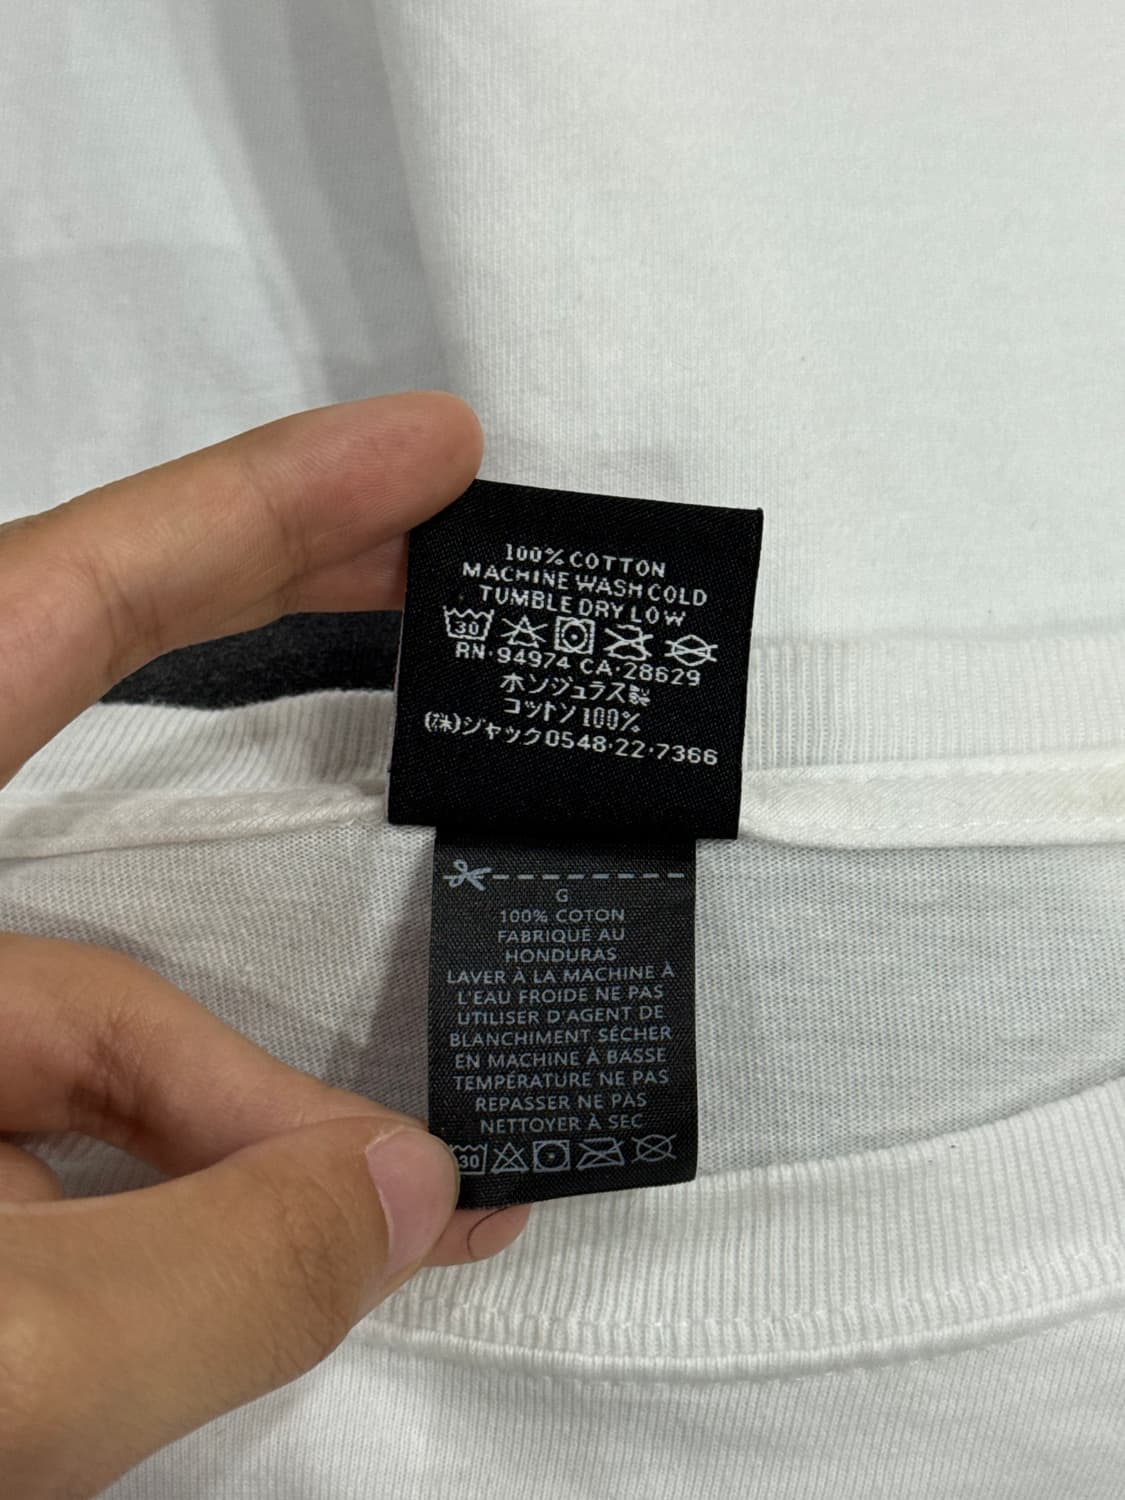 100% COTTON
MACHINE WASH COLD
TUMBLE DRY LOW
30
RN·94974 CA·28629
ホンジュラス製
コットン100%
(株)ジャック0548·22·7366
G
100% COTON
FABRIQUÉ AU
HONDURAS
LAVER À LA MACHINE À
L'EAU FROIDE NE PAS
UTILISER D'AGENT DE
BLANCHIMENT SÉCHER
EN MACHINE À BASSE
TEMPÉRATURE NE PAS
REPASSER NE PAS
NETTOYER À SEC
30